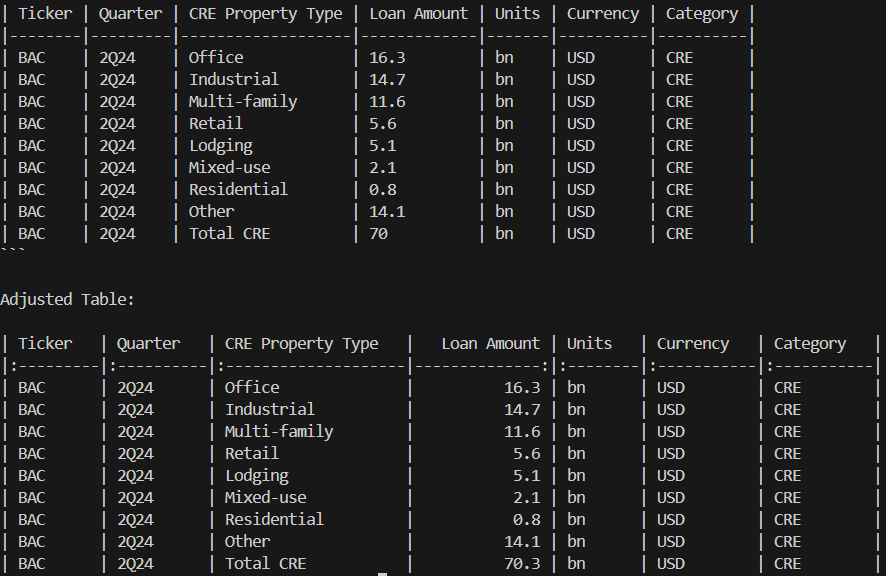 | Ticker | Quarter | CRE Property Type | Loan Amount | Units | Currency | Category |
|--------|---------|-------------------|-------------|-------|----------|----------|
| BAC    | 2Q24    | Office            | 16.3        | bn    | USD      | CRE      |
| BAC    | 2Q24    | Industrial        | 14.7        | bn    | USD      | CRE      |
| BAC    | 2Q24    | Multi-family      | 11.6        | bn    | USD      | CRE      |
| BAC    | 2Q24    | Retail            | 5.6         | bn    | USD      | CRE      |
| BAC    | 2Q24    | Lodging           | 5.1         | bn    | USD      | CRE      |
| BAC    | 2Q24    | Mixed-use         | 2.1         | bn    | USD      | CRE      |
| BAC    | 2Q24    | Residential       | 0.8         | bn    | USD      | CRE      |
| BAC    | 2Q24    | Other             | 14.1        | bn    | USD      | CRE      |
| BAC    | 2Q24    | Total CRE         | 70          | bn    | USD      | CRE      |
```
Adjusted Table:
| Ticker   | Quarter   | CRE Property Type   |   Loan Amount | Units   | Currency   | Category   |
|:---------|:----------|:--------------------|--------------:|:--------|:-----------|:-----------|
| BAC      | 2Q24      | Office              |          16.3 | bn      | USD        | CRE        |
| BAC      | 2Q24      | Industrial          |          14.7 | bn      | USD        | CRE        |
| BAC      | 2Q24      | Multi-family        |          11.6 | bn      | USD        | CRE        |
| BAC      | 2Q24      | Retail              |           5.6 | bn      | USD        | CRE        |
| BAC      | 2Q24      | Lodging             |           5.1 | bn      | USD        | CRE        |
| BAC      | 2Q24      | Mixed-use           |           2.1 | bn      | USD        | CRE        |
| BAC      | 2Q24      | Residential         |           0.8 | bn      | USD        | CRE        |
| BAC      | 2Q24      | Other               |          14.1 | bn      | USD        | CRE        |
| BAC      | 2Q24      | Total CRE           |          70.3 | bn      | USD        | CRE        |